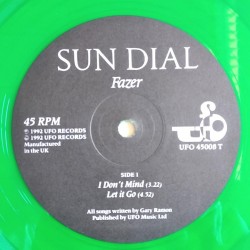 SUN DIAL
Fazer
45 RPM
℗ 1992 UFO RECORDS
© 1992 UFO RECORDS
Manufactured
in the UK
UFO 45008 T
SIDE 1
I Don't Mind (3.22)
Let it Go (4.52)
All songs written by Gary Ramon
Published by UFO Music Ltd